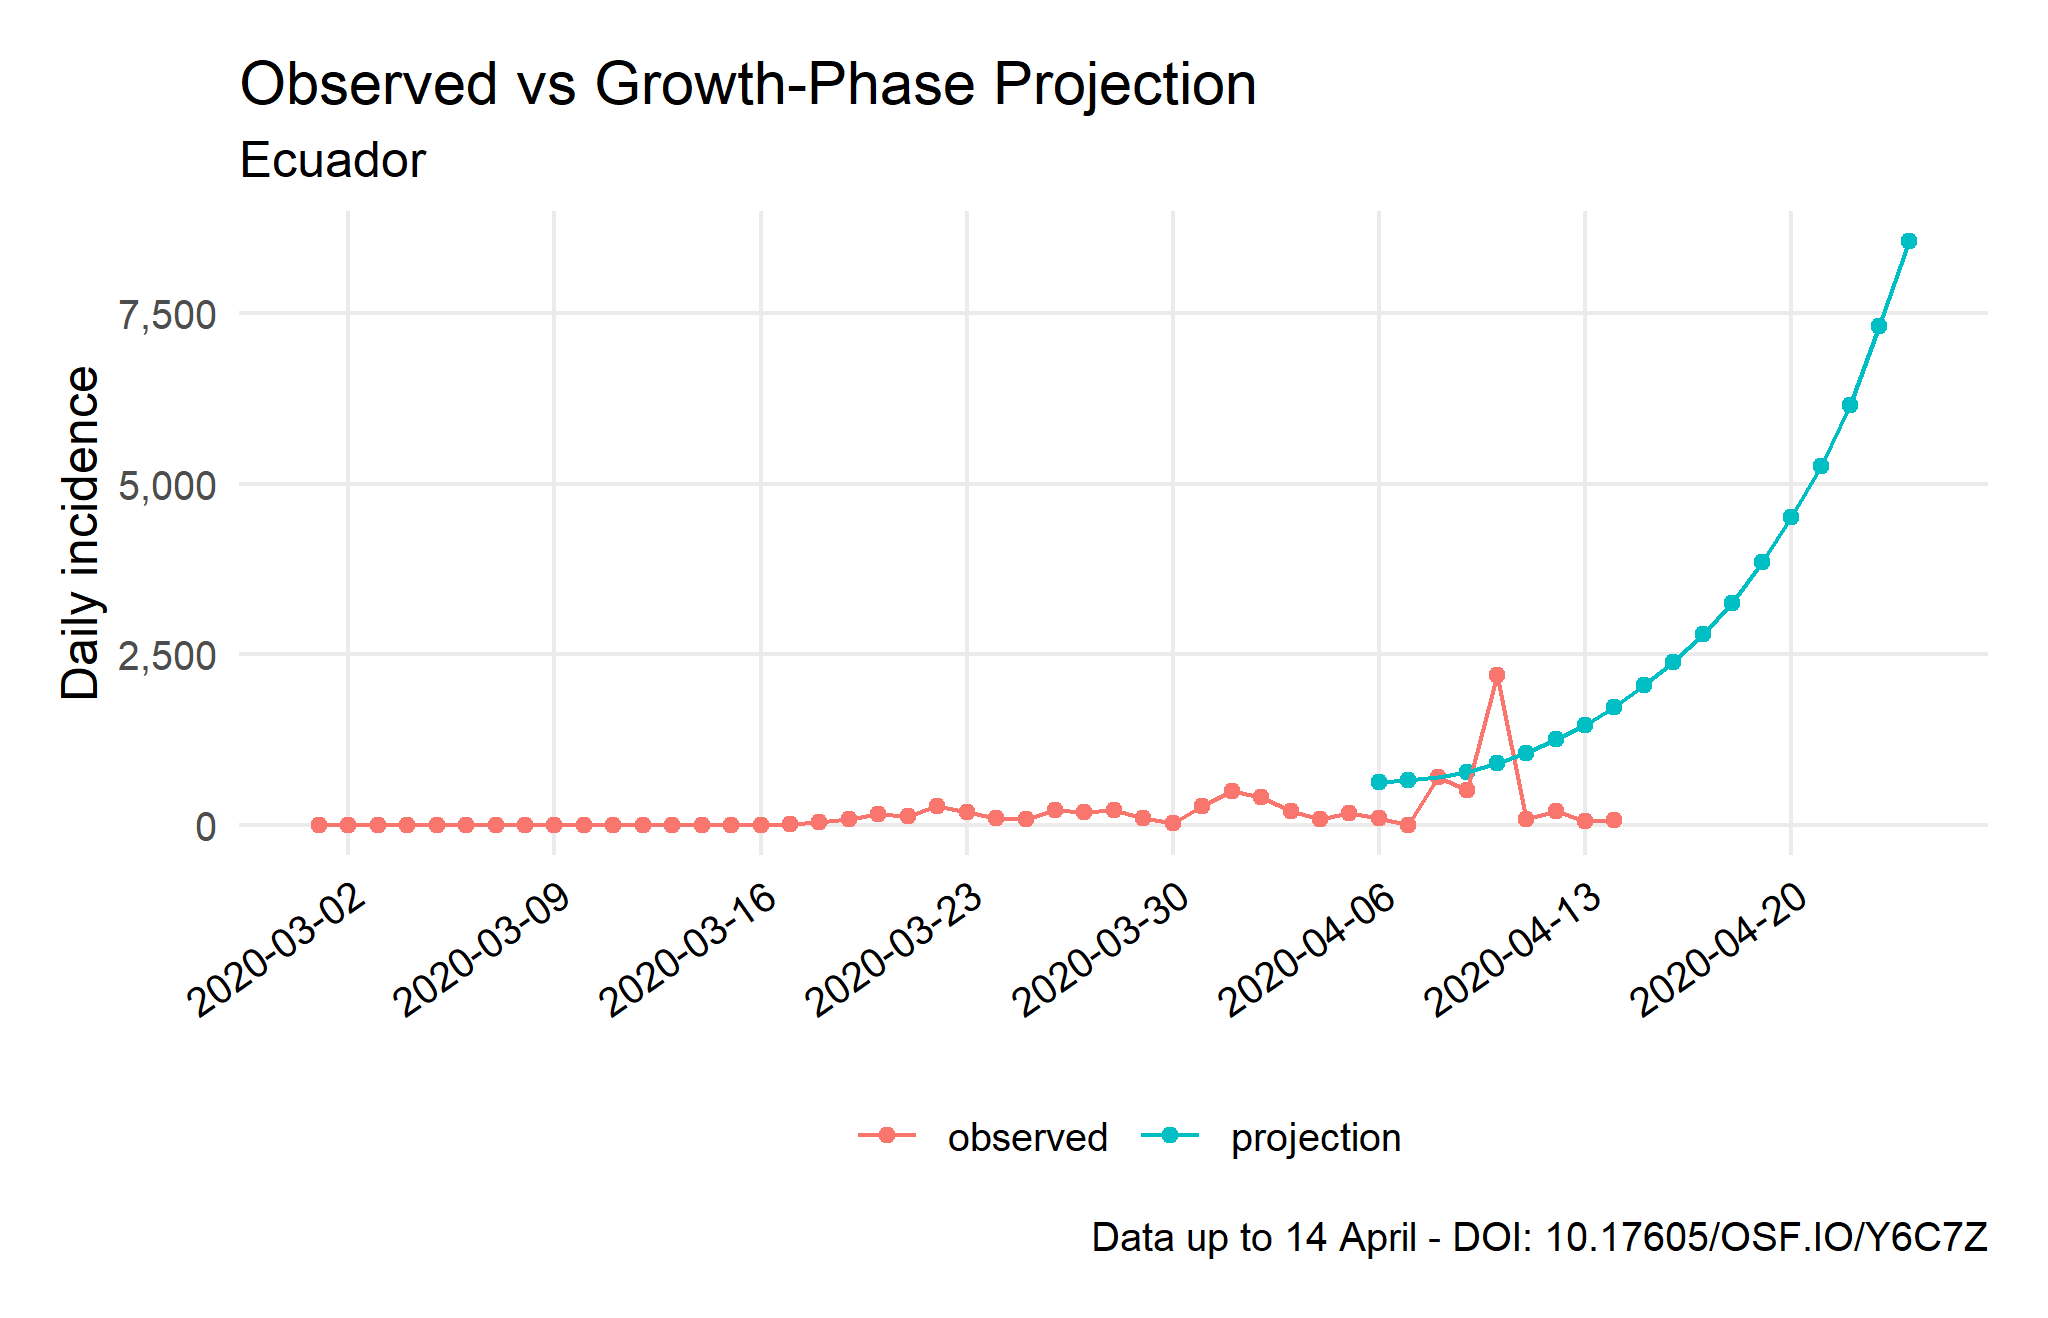 Observed vs Growth-Phase Projection
Ecuador
Daily incidence
7,500
5,000
2,500
0
2020-03-02
2020-03-09
2020-03-16
2020-03-23
2020-03-30
2020-04-06
2020-04-13
2020-04-20
observed
projection
Data up to 14 April - DOI: 10.17605/OSF.IO/Y6C7Z